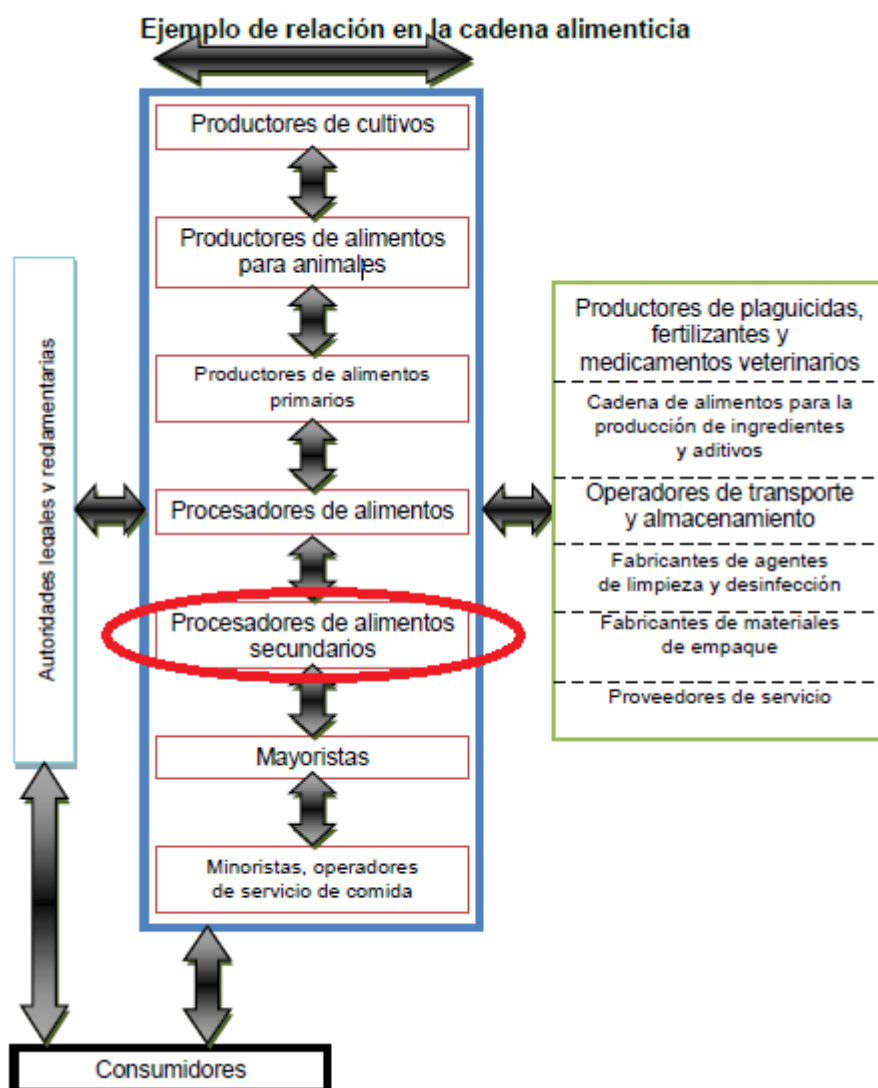 Ejemplo de relación en la cadena alimenticia
Productores de cultivos
Productores de alimentos
para animales
Productores de alimentos
primarios
Procesadores de alimentos
Procesadores de alimentos
secundarios
Mayoristas
Minoristas, operadores
de servicio de comida
Autoridades legales y reglamentarias
Productores de plaguicidas,
fertilizantes y
medicamentos veterinarios
Cadena de alimentos para la
producción de ingredientes
y aditivos
Operadores de transporte
y almacenamiento
Fabricantes de agentes
de limpieza y desinfección
Fabricantes de materiales
de empaque
Proveedores de servicio
Consumidores